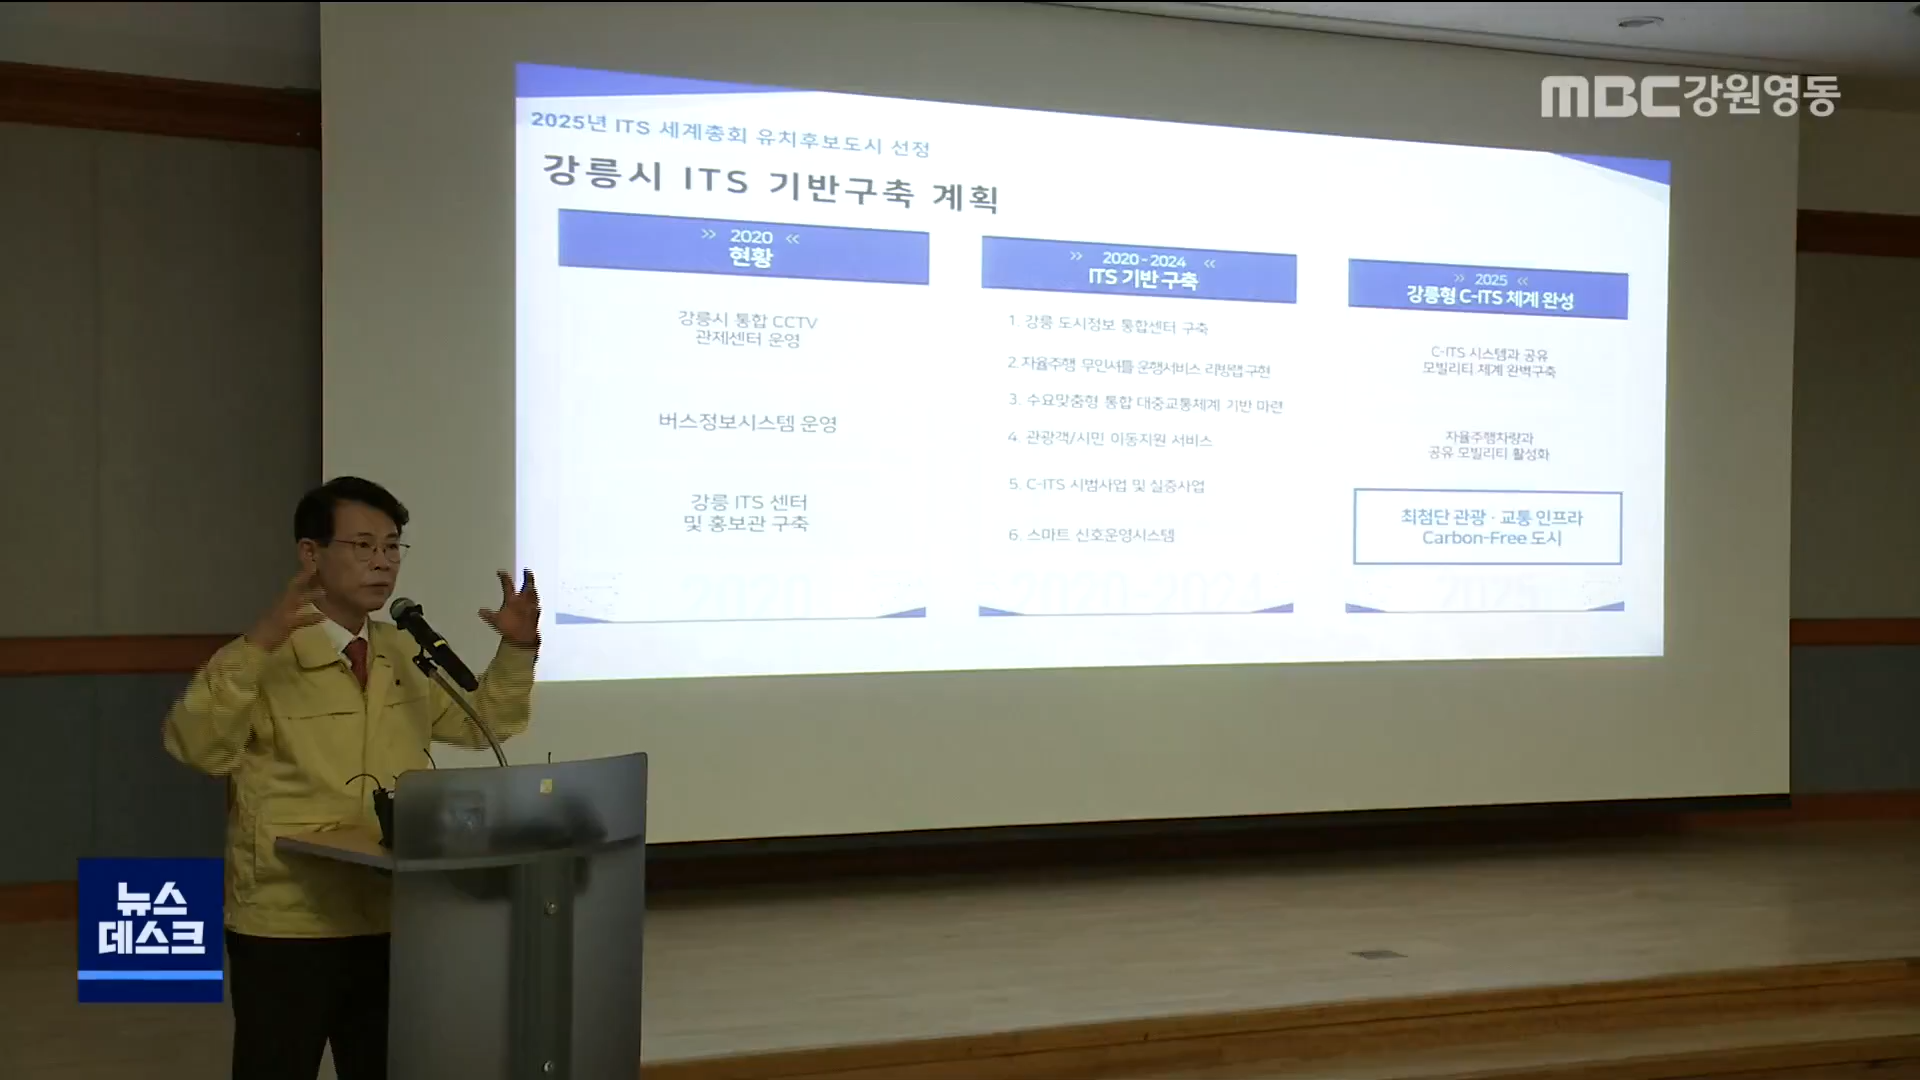 MBC강원영동
2025년 ITS 세계총회 유치후보도시 선정
강릉시 ITS 기반구축 계획
>> 2020 <<
현황
강릉시 통합 CCTV
관제센터 운영
버스정보시스템 운영
강릉 ITS 센터
및 홍보관 구축
2020
>> 2020-2024 <<
ITS 기반 구축
1. 강릉 도시정보 통합센터 구축
2. 자율주행 무인셔틀 운행서비스 리빙랩 구현
3. 수요맞춤형 통합 대중교통체계 기반 마련
4. 관광객/시민 이동지원 서비스
5. C-ITS 시범사업 및 실증사업
6. 스마트 신호운영시스템
2020-2024
>> 2025 <<
강릉형 C-ITS 체계 완성
C-ITS 시스템과 공유
모빌리티 체계 완벽구축
자율주행차량과
공유 모빌리티 활성화
최첨단 관광·교통 인프라
Carbon-Free 도시
2025
뉴스
데스크